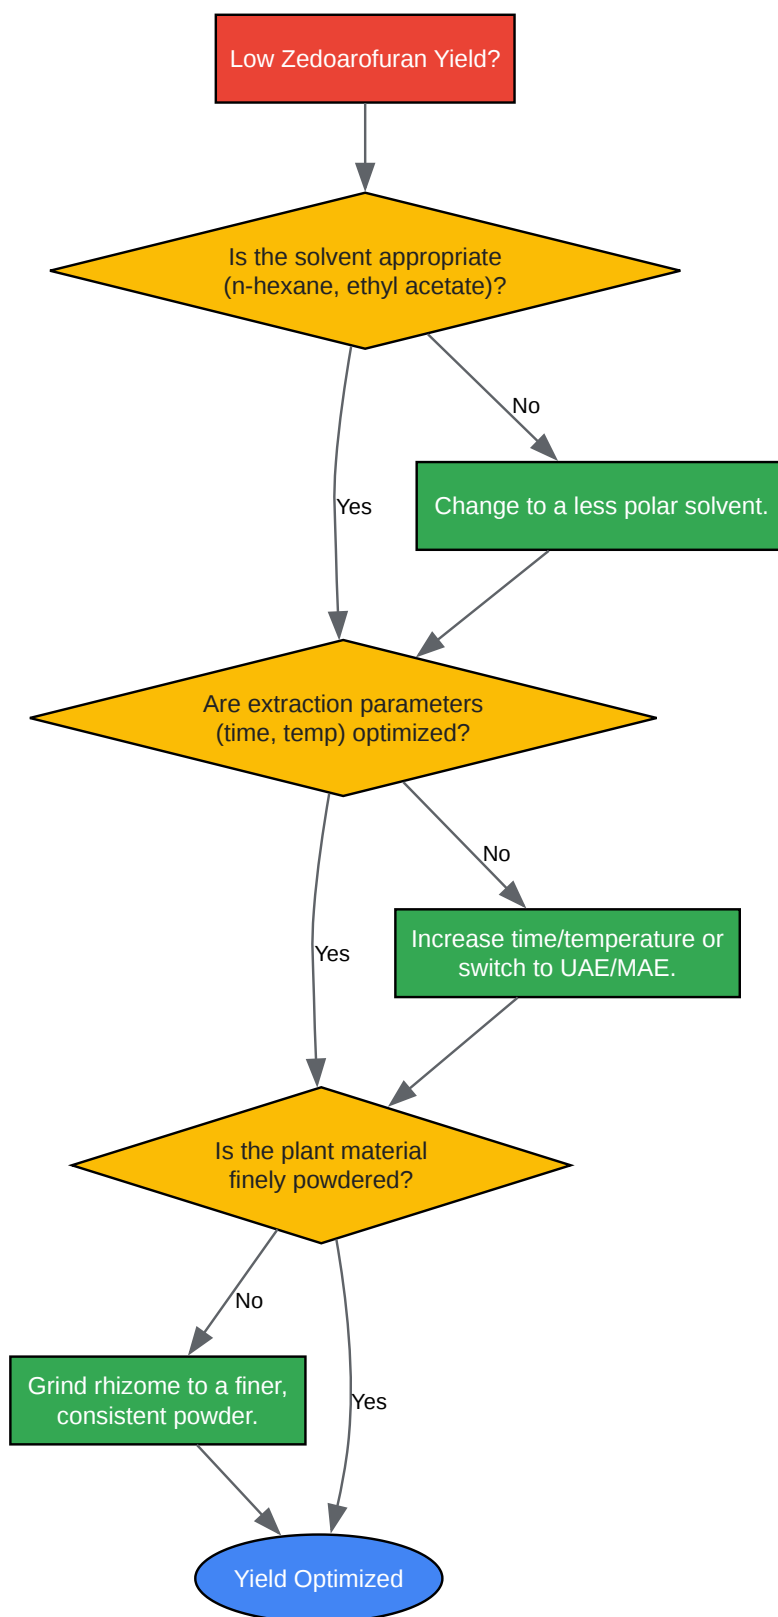 Low Zedoarofuran Yield?
Is the solvent appropriate
(n-hexane, ethyl acetate)?
No
Yes
Change to a less polar solvent.
Are extraction parameters
(time, temp) optimized?
No
Yes
Increase time/temperature or
switch to UAE/MAE.
Is the plant material
finely powdered?
No
Yes
Grind rhizome to a finer,
consistent powder.
Yield Optimized